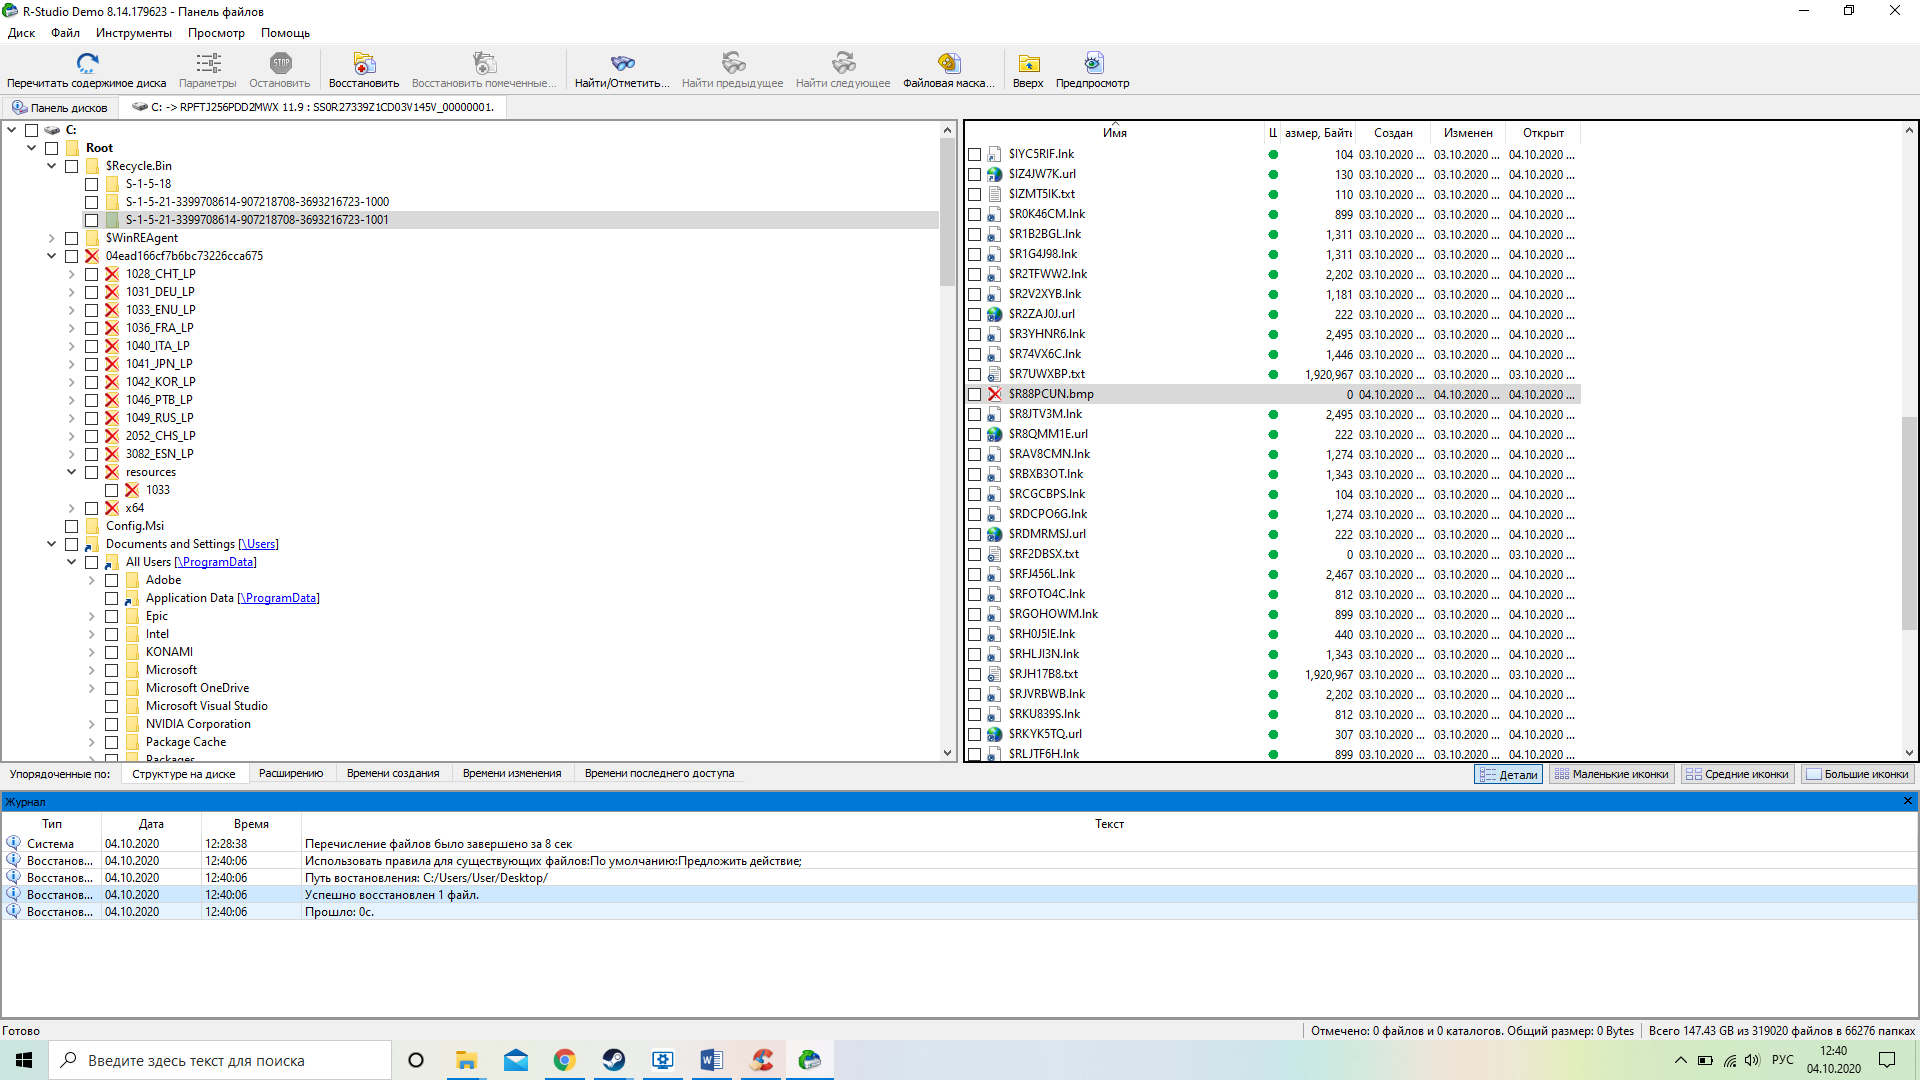 R-Studio Demo 8.14.179623 - Панель файлов
Диск Файл Инструменты Просмотр Помощь
Перечитать содержимое диска Параметры Остановить Восстановить Восстановить помеченные... Найти/Отметить... Найти предыдущее Найти следующее Файловая маска... Вверх Предпросмотр
STOP
Панель дисков C: -> RPFTJ256PDD2MWX 11.9 : SS0R27339Z1CD03V145V_00000001.
C:
Root
$Recycle.Bin
S-1-5-18
S-1-5-21-3399708614-907218708-3693216723-1000
S-1-5-21-3399708614-907218708-3693216723-1001
$WinREAgent
04ead166cf7b6bc73226cca675
1028_CHT_LP
1031_DEU_LP
1033_ENU_LP
1036_FRA_LP
1040_ITA_LP
1041_JPN_LP
1042_KOR_LP
1046_PTB_LP
1049_RUS_LP
2052_CHS_LP
3082_ESN_LP
resources
1033
x64
Config.Msi
Documents and Settings [\Users]
All Users [\ProgramData]
Adobe
Application Data [\ProgramData]
Epic
Intel
KONAMI
Microsoft
Microsoft OneDrive
Microsoft Visual Studio
NVIDIA Corporation
Package Cache
Packages
Имя Ц азмер, Байть Создан Изменен Открыт
$IYC5RIF.lnk 104 03.10.2020 ... 03.10.2020 ... 04.10.2020 ...
$IZ4JW7K.url 130 03.10.2020 ... 03.10.2020 ... 04.10.2020 ...
$IZMT5IK.txt 110 03.10.2020 ... 03.10.2020 ... 04.10.2020 ...
$R0K46CM.lnk 899 03.10.2020 ... 03.10.2020 ... 04.10.2020 ...
$R1B2BGL.lnk 1,311 03.10.2020 ... 03.10.2020 ... 04.10.2020 ...
$R1G4J98.lnk 1,311 03.10.2020 ... 03.10.2020 ... 04.10.2020 ...
$R2TFWW2.lnk 2,202 03.10.2020 ... 03.10.2020 ... 04.10.2020 ...
$R2V2XYB.lnk 1,181 03.10.2020 ... 03.10.2020 ... 04.10.2020 ...
$R2ZAJ0J.url 222 03.10.2020 ... 03.10.2020 ... 04.10.2020 ...
$R3YHNR6.lnk 2,495 03.10.2020 ... 03.10.2020 ... 04.10.2020 ...
$R74VX6C.lnk 1,446 03.10.2020 ... 03.10.2020 ... 04.10.2020 ...
$R7UWXBP.txt 1,920,967 03.10.2020 ... 03.10.2020 ... 03.10.2020 ...
$R88PCUN.bmp 0 04.10.2020 ... 04.10.2020 ... 04.10.2020 ...
$R8JTV3M.lnk 2,495 03.10.2020 ... 03.10.2020 ... 04.10.2020 ...
$R8QMM1E.url 222 03.10.2020 ... 03.10.2020 ... 04.10.2020 ...
$RAV8CMN.lnk 1,274 03.10.2020 ... 03.10.2020 ... 04.10.2020 ...
$RBXB3OT.lnk 1,343 03.10.2020 ... 03.10.2020 ... 04.10.2020 ...
$RCGCBPS.lnk 104 03.10.2020 ... 03.10.2020 ... 04.10.2020 ...
$RDCPO6G.lnk 1,274 03.10.2020 ... 03.10.2020 ... 04.10.2020 ...
$RDMRMSJ.url 222 03.10.2020 ... 03.10.2020 ... 04.10.2020 ...
$RF2DBSX.txt 0 03.10.2020 ... 03.10.2020 ... 03.10.2020 ...
$RFJ456L.lnk 2,467 03.10.2020 ... 03.10.2020 ... 04.10.2020 ...
$RFOTO4C.lnk 812 03.10.2020 ... 03.10.2020 ... 04.10.2020 ...
$RGOHOWM.lnk 899 03.10.2020 ... 03.10.2020 ... 04.10.2020 ...
$RH0J5IE.lnk 440 03.10.2020 ... 03.10.2020 ... 04.10.2020 ...
$RHLJI3N.lnk 1,343 03.10.2020 ... 03.10.2020 ... 04.10.2020 ...
$RJH17B8.txt 1,920,967 03.10.2020 ... 03.10.2020 ... 03.10.2020 ...
$RJVRBWB.lnk 2,202 03.10.2020 ... 03.10.2020 ... 04.10.2020 ...
$RKU839S.lnk 812 03.10.2020 ... 03.10.2020 ... 04.10.2020 ...
$RKYK5TQ.url 307 03.10.2020 ... 03.10.2020 ... 04.10.2020 ...
$RLJTF6H.lnk 899 03.10.2020 ... 03.10.2020 ... 04.10.2020 ...
Упорядоченные по: Структуре на диске Расширению Времени создания Времени изменения Времени последнего доступа
Детали Маленькие иконки Средние иконки Большие иконки
Журнал
Тип Дата Время Текст
Система 04.10.2020 12:28:38 Перечисление файлов было завершено за 8 сек
Восстанов... 04.10.2020 12:40:06 Использовать правила для существующих файлов:По умолчанию:Предложить действие;
Восстанов... 04.10.2020 12:40:06 Путь востановления: C:/Users/User/Desktop/
Восстанов... 04.10.2020 12:40:06 Успешно восстановлен 1 файл.
Восстанов... 04.10.2020 12:40:06 Прошло: 0с.
Готово
Отмечено: 0 файлов и 0 каталогов. Общий размер: 0 Bytes Всего 147.43 GB из 319020 файлов в 66276 папках
Введите здесь текст для поиска
РУС
12:40
04.10.2020